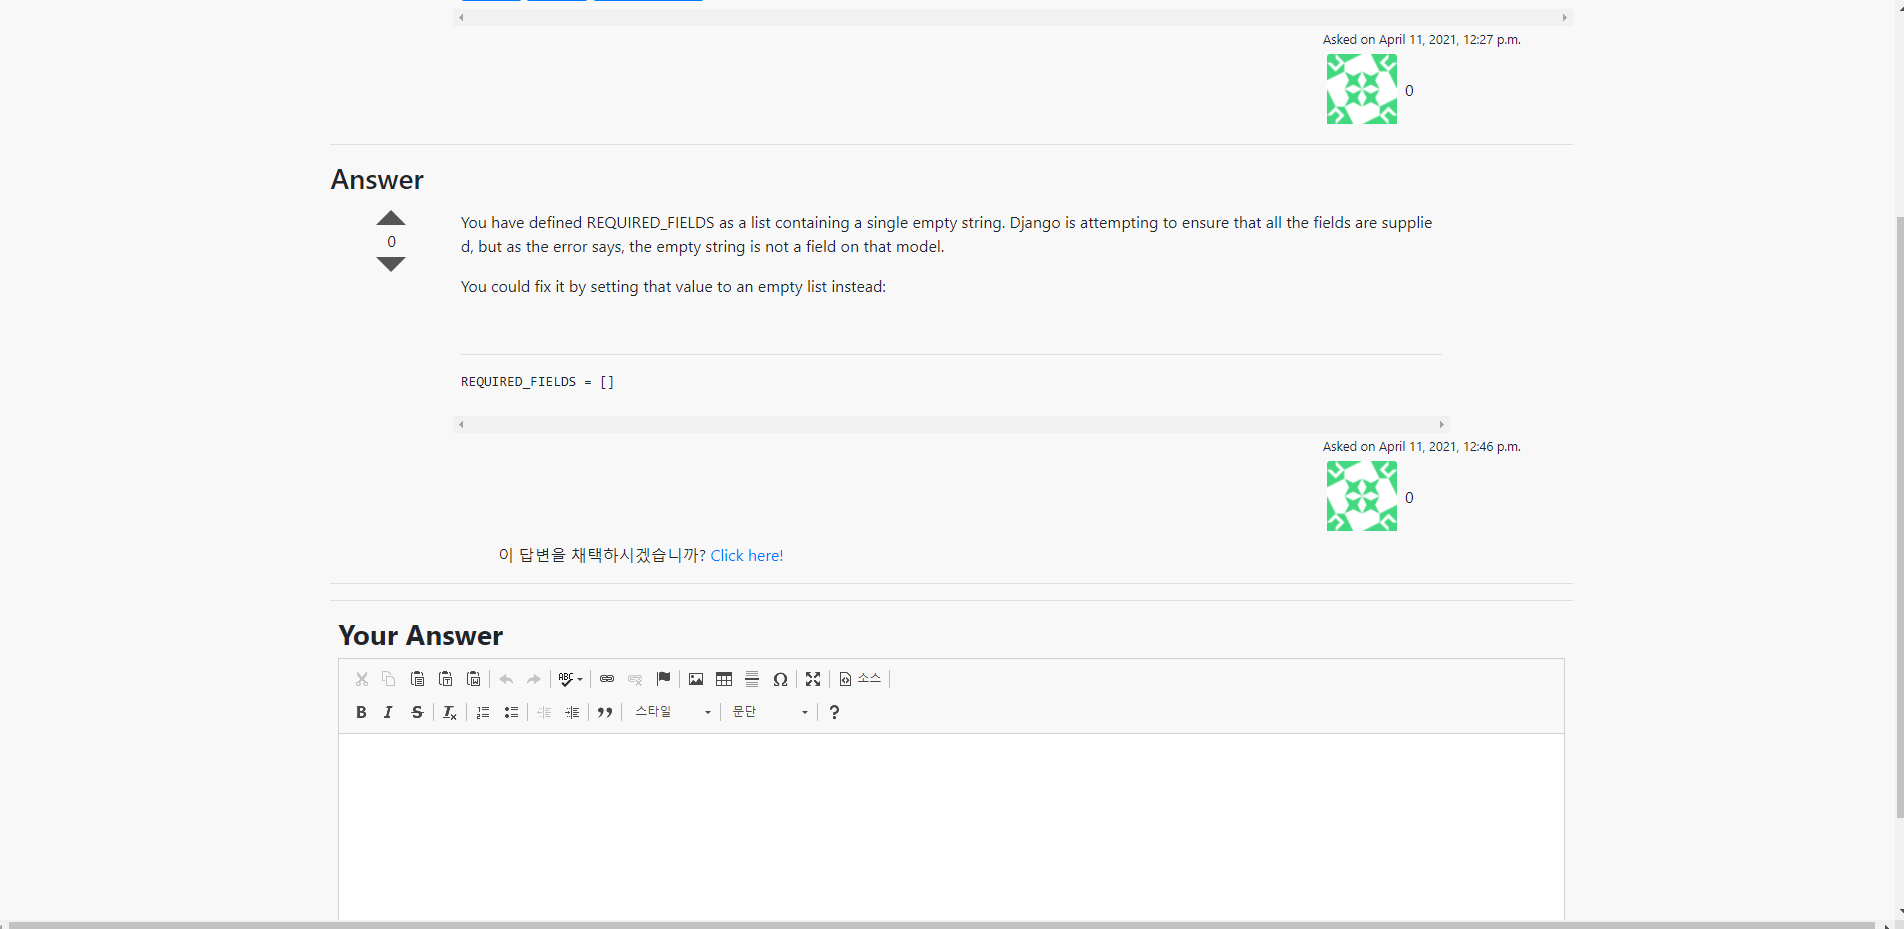 Asked on April 11, 2021, 12:27 p.m.
0
Answer
0
You have defined REQUIRED_FIELDS as a list containing a single empty string. Django is attempting to ensure that all the fields are supplie
d, but as the error says, the empty string is not a field on that model.
You could fix it by setting that value to an empty list instead:
REQUIRED_FIELDS = []
Asked on April 11, 2021, 12:46 p.m.
0
이 답변을 채택하시겠습니까? Click here!
Your Answer
소스
스타일 문단